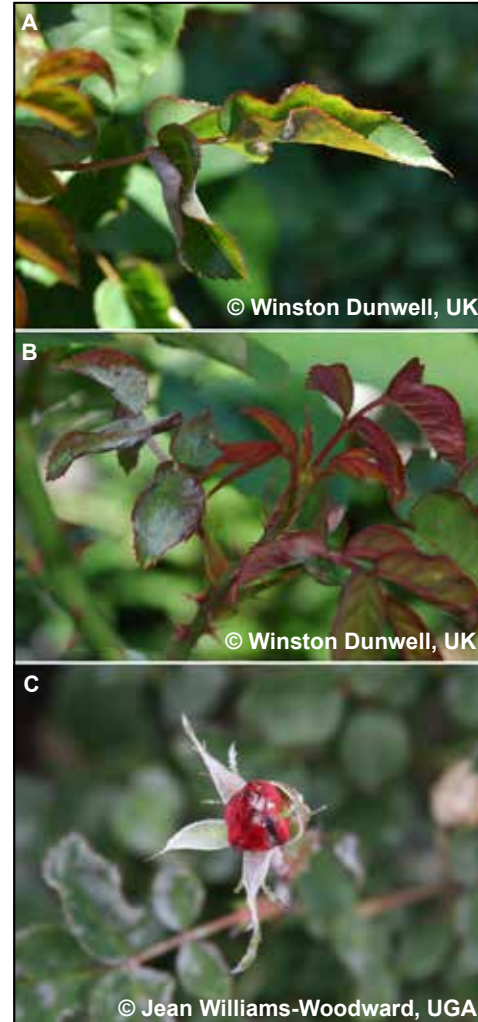 A
© Winston Dunwell, UK
B
© Winston Dunwell, UK
C
© Jean Williams-Woodward, UGA